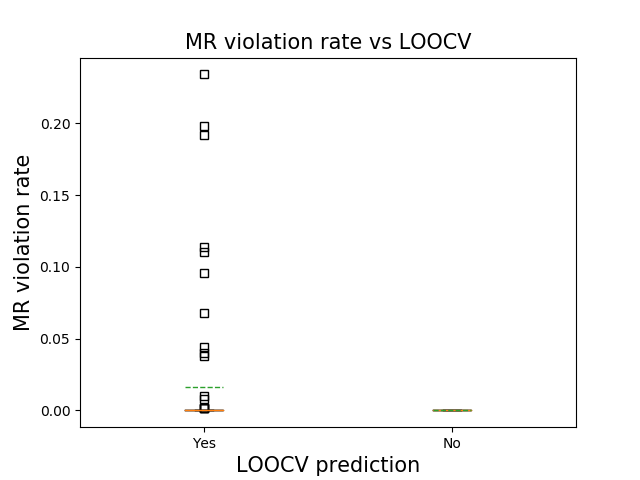 MR violation rate vs LOOCV
MR violation rate
0.20
0.15
0.10
0.05
0.00
Yes
No
LOOCV prediction